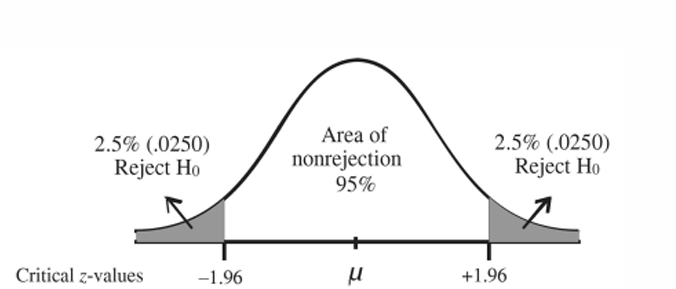 2.5% (.0250)
Reject H₀
Area of
nonrejection
95%
2.5% (.0250)
Reject H₀
Critical z-values
–1.96
μ
+1.96